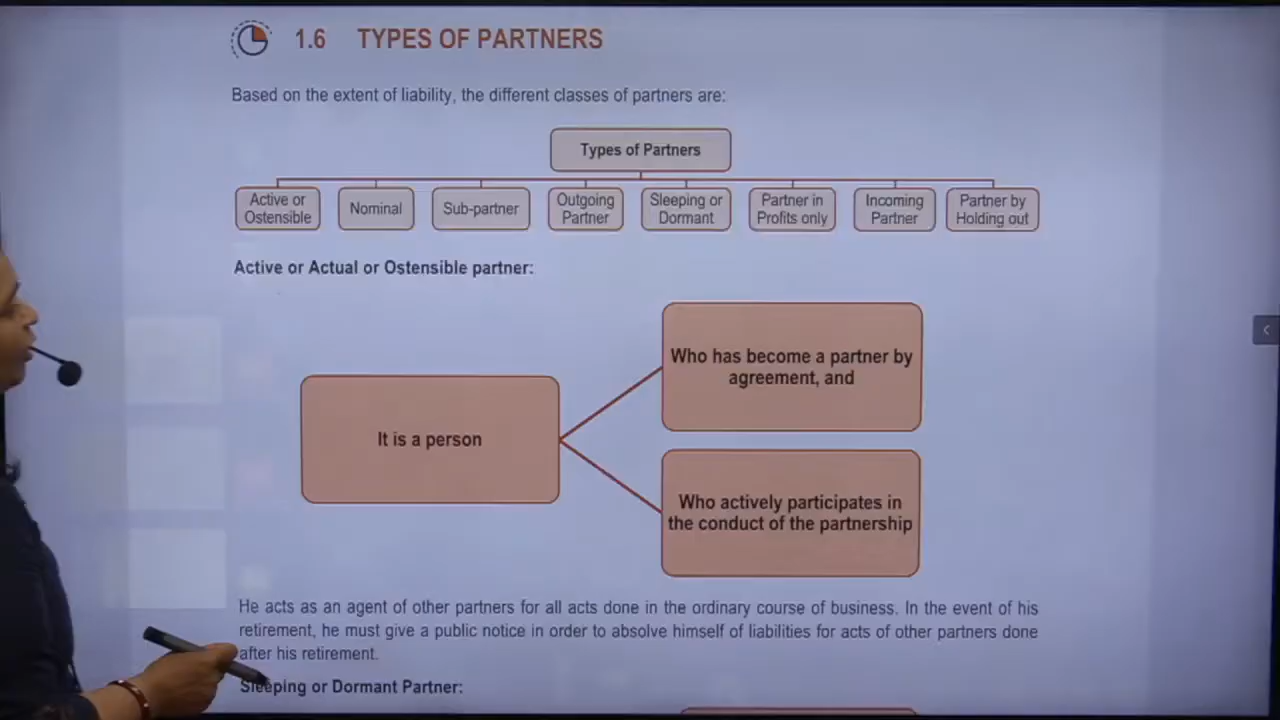 1.6 TYPES OF PARTNERS
Based on the extent of liability, the different classes of partners are:
Types of Partners
Active or
Ostensible
Nominal
Sub-partner
Outgoing
Partner
Sleeping or
Dormant
Partner in
Profits only
Incoming
Partner
Partner by
Holding out
Active or Actual or Ostensible partner:
It is a person
Who has become a partner by
agreement, and
Who actively participates in
the conduct of the partnership
He acts as an agent of other partners for all acts done in the ordinary course of business. In the event of his
retirement, he must give a public notice in order to absolve himself of liabilities for acts of other partners done
after his retirement.
Sleeping or Dormant Partner: